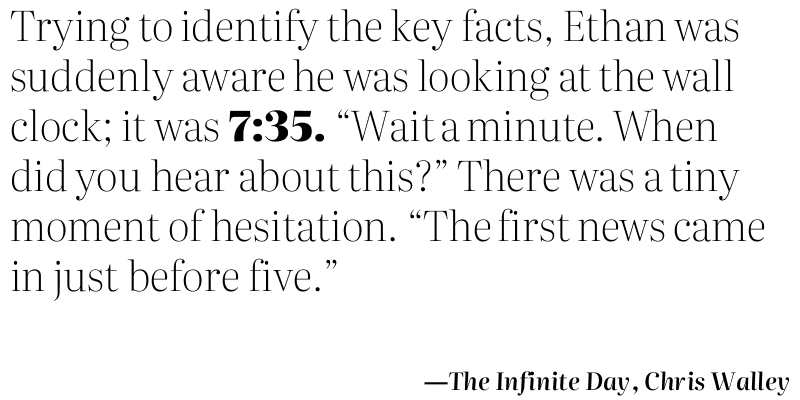 Trying to identify the key facts, Ethan was
suddenly aware he was looking at the wall
clock; it was 7:35. “Wait a minute. When
did you hear about this?” There was a tiny
moment of hesitation. “The first news came
in just before five.”
—The Infinite Day, Chris Walley